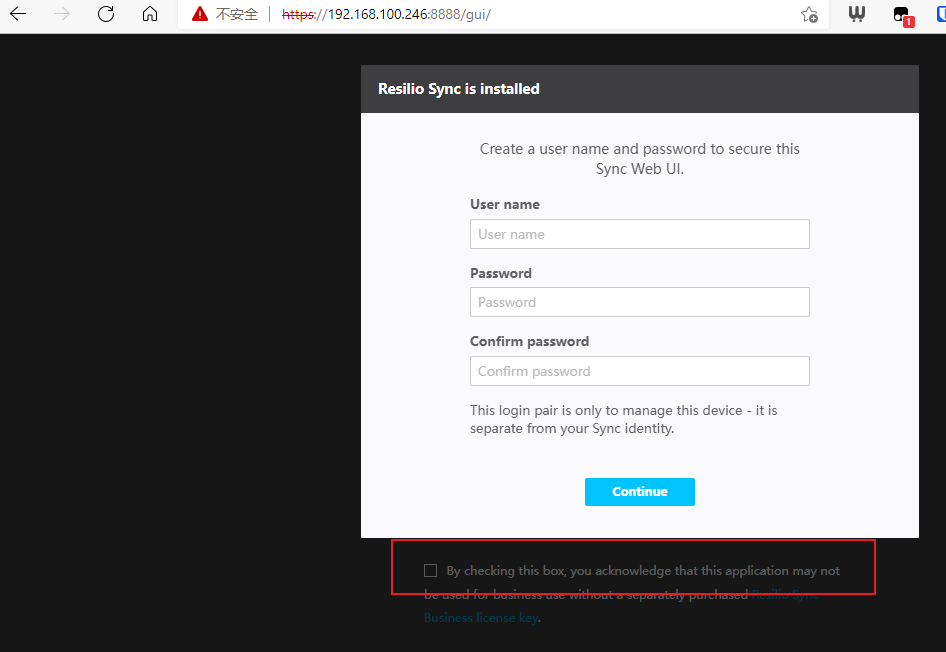 不安全 https://192.168.100.246:8888/gui/
1
Resilio Sync is installed
Create a user name and password to secure this
Sync Web UI.
User name
User name
Password
Password
Confirm password
Confirm password
This login pair is only to manage this device - it is
separate from your Sync identity.
Continue
By checking this box, you acknowledge that this application may not
be used for business use without a separately purchased Resilio Sync
Business license key.